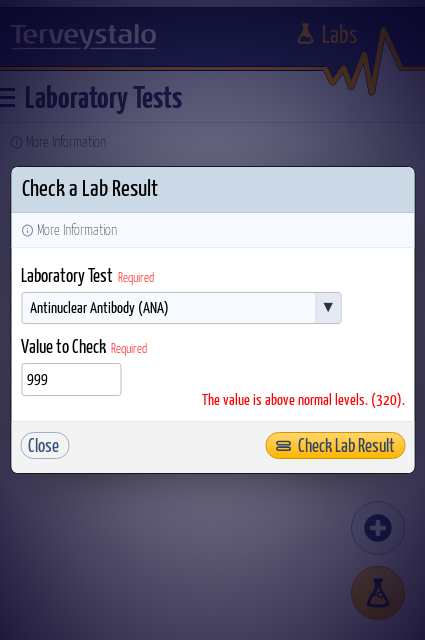 Terveystalo
Labs
Laboratory Tests
More Information
Check a Lab Result
More Information
Laboratory Test Required
Antinuclear Antibody (ANA)
Value to Check Required
999
The value is above normal levels. (320).
Close
Check Lab Result